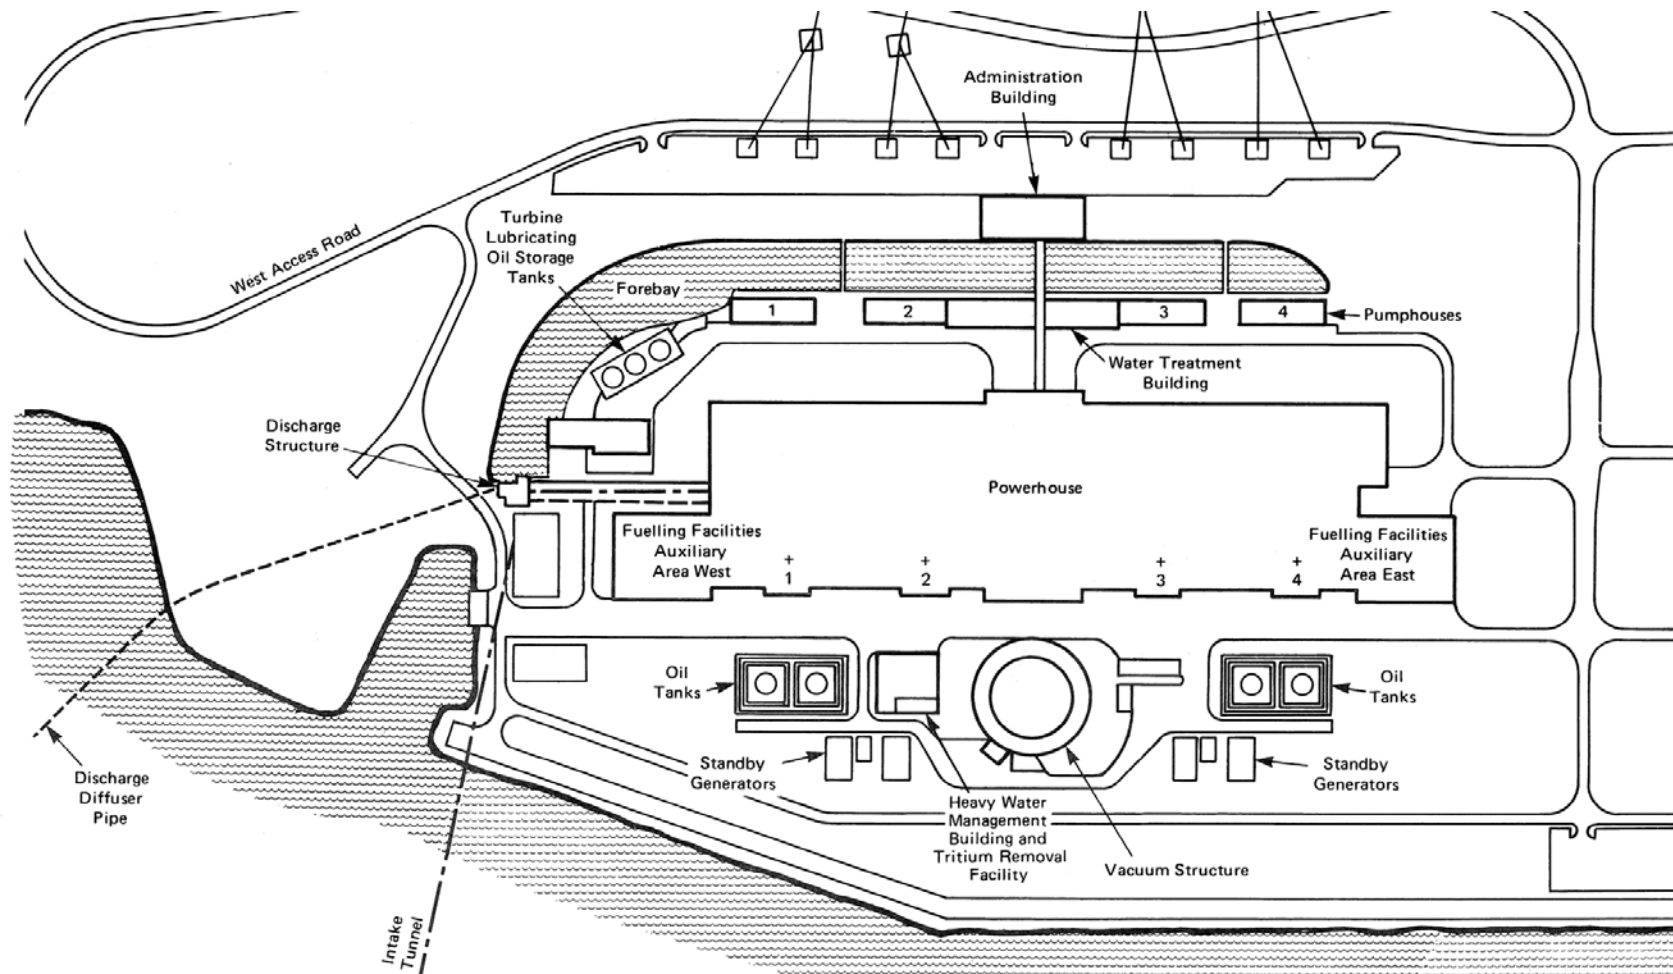 Administration
Building
Turbine
Lubricating
Oil Storage
Tanks
West Access Road
Forebay
1
2
3
4
Pumphouses
Water Treatment
Building
Discharge
Structure
Powerhouse
Fuelling Facilities
Auxiliary
Area West
Fuelling Facilities
Auxiliary
Area East
+
1
+
2
+
3
+
4
Oil
Tanks
Oil
Tanks
Standby
Generators
Standby
Generators
Discharge
Diffuser
Pipe
Heavy Water
Management
Building and
Tritium Removal
Facility
Vacuum Structure
Intake
Tunnel